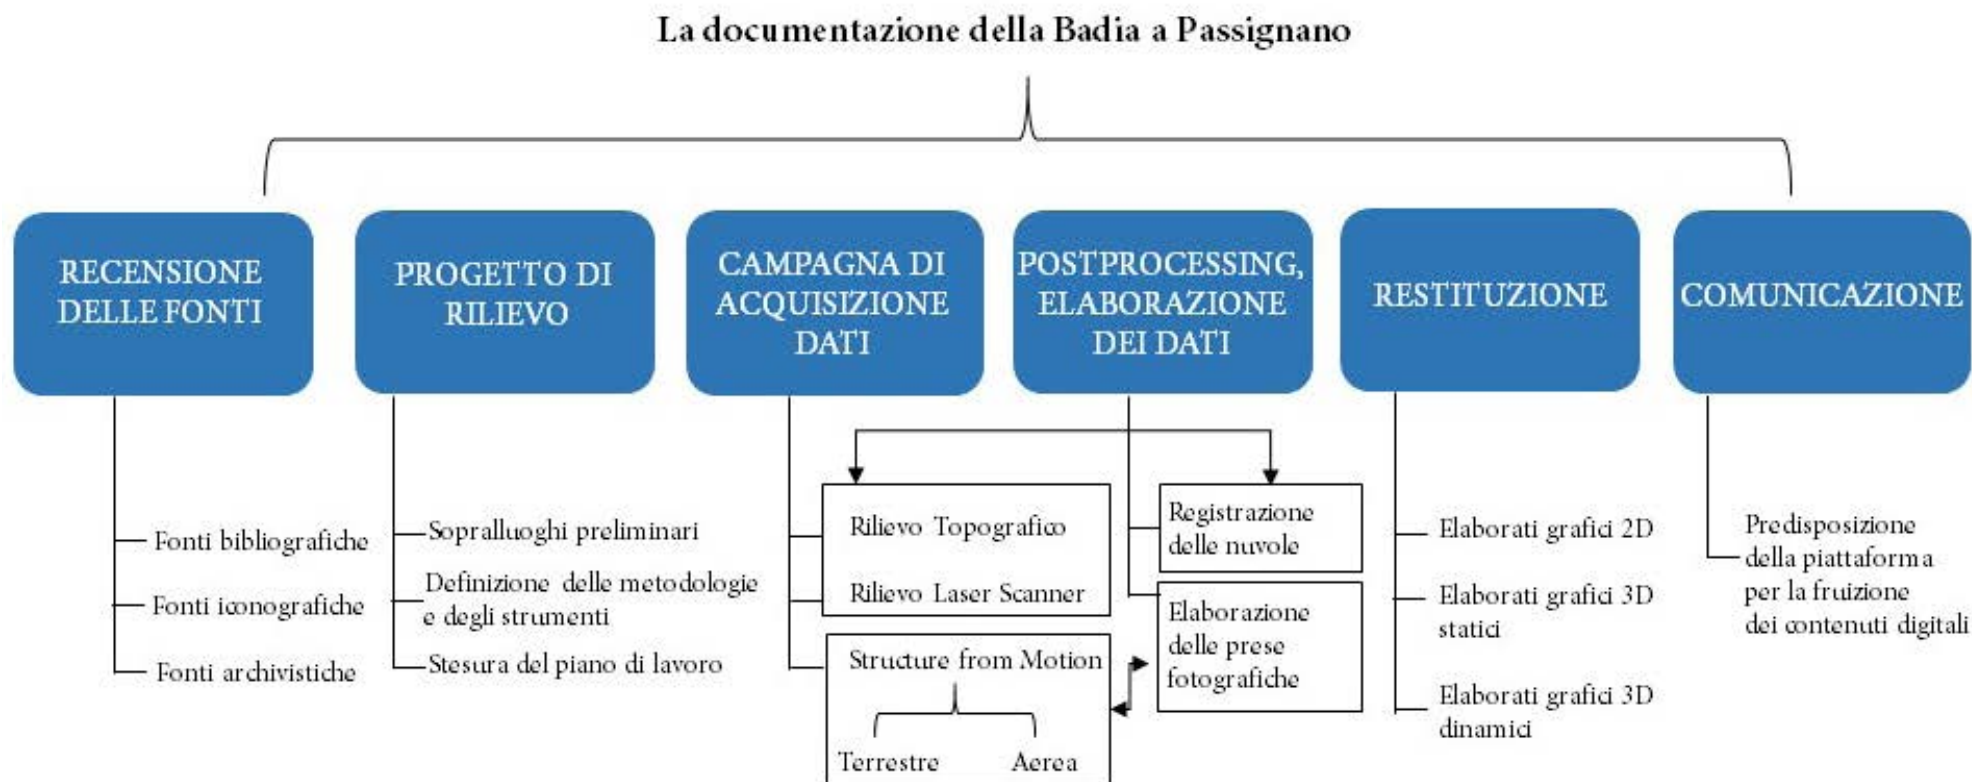 La documentazione della Badia a Passignano
RECENSIONE
DELLE FONTI
Fonti bibliografiche
Fonti iconografiche
Fonti archivistiche
PROGETTO DI
RILIEVO
Sopralluoghi preliminari
Definizione delle metodologie
e degli strumenti
Stesura del piano di lavoro
CAMPAGNA DI
ACQUISIZIONE
DATI
Rilievo Topografico
Rilievo Laser Scanner
Structure from Motion
Terrestre Aerea
POSTPROCESSING,
ELABORAZIONE
DEI DATI
Registrazione
delle nuvole
Elaborazione
delle prese
fotografiche
RESTITUZIONE
Elaborati grafici 2D
Elaborati grafici 3D
statici
Elaborati grafici 3D
dinamici
COMUNICAZIONE
Predisposizione
della piattaforma
per la fruizione
dei contenuti digitali